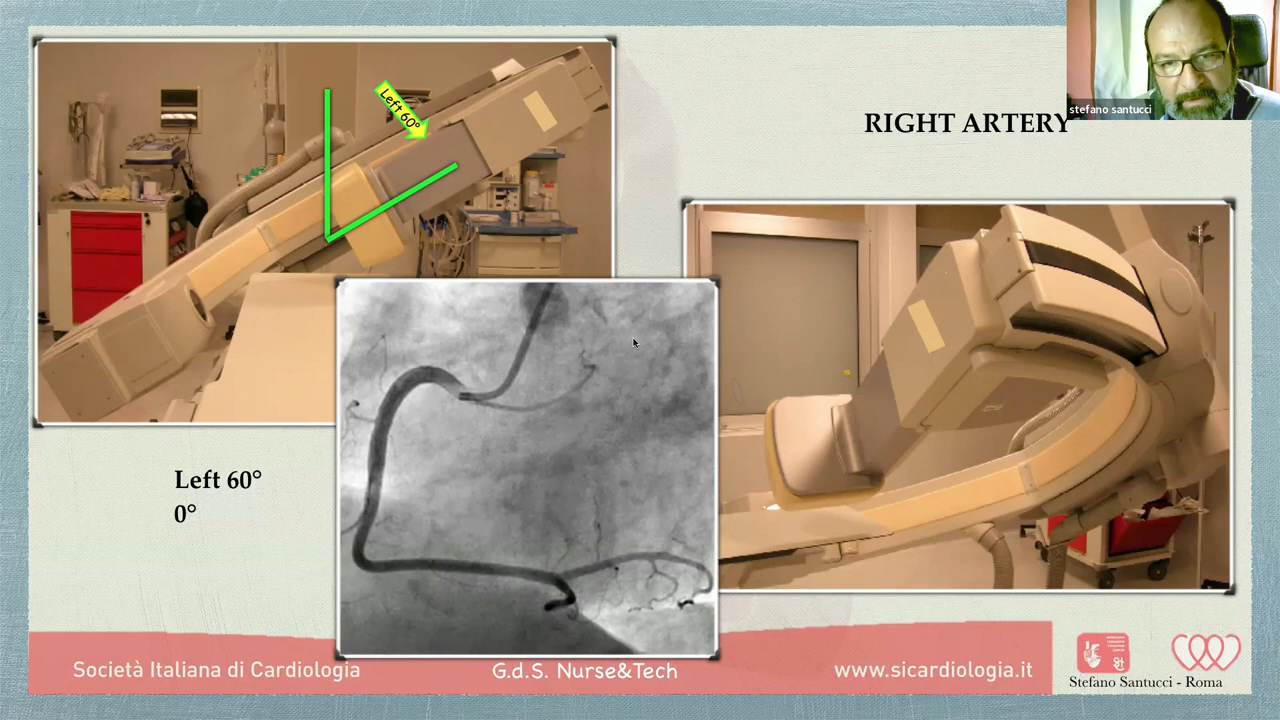 Left 60°
stefano santucci
RIGHT ARTERY
Left 60°
0°
Società Italiana di Cardiologia
G.d.S. Nurse&Tech
www.sicardiologia.it
Stefano Santucci - Roma